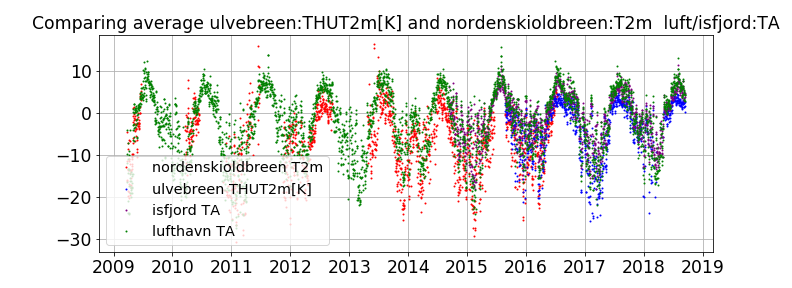 Comparing average ulvebreen:THUT2m[K] and nordenskioldbreen:T2m  luft/isfjord:TA
10
0
−10
−20
−30
nordenskioldbreen T2m
ulvebreen THUT2m[K]
isfjord TA
lufthavn TA
2009 2010 2011 2012 2013 2014 2015 2016 2017 2018 2019